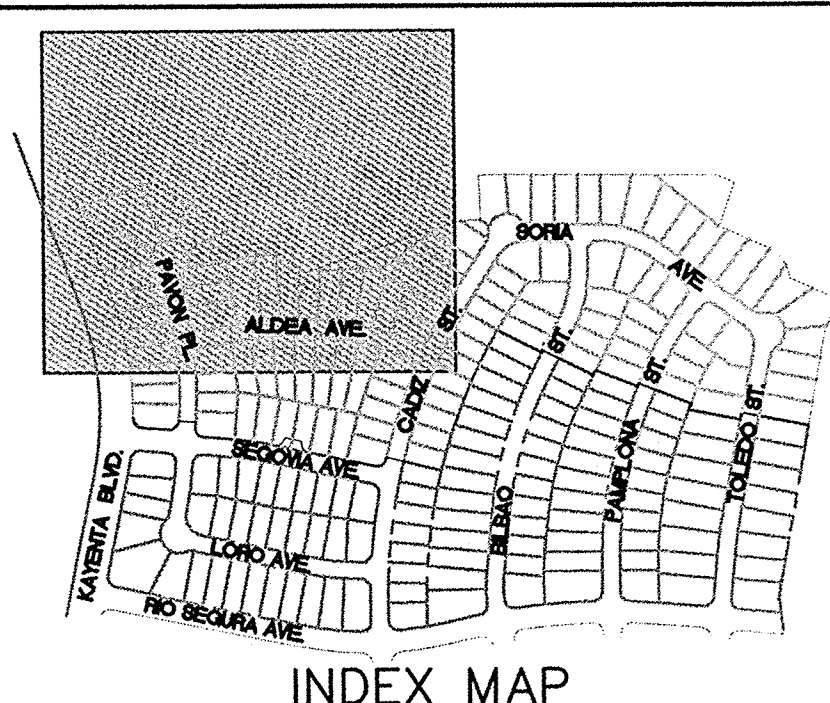 SORIA
AVE
PAVON PL.
ALDEA AVE.
ST.
ST.
ST.
CADIZ
TOLEDO ST.
SEGOVIA AVE
PAMPLONA
BILBAO
KAYENTA BLVD.
LORO AVE.
RIO SEGURA AVE.
INDEX MAP